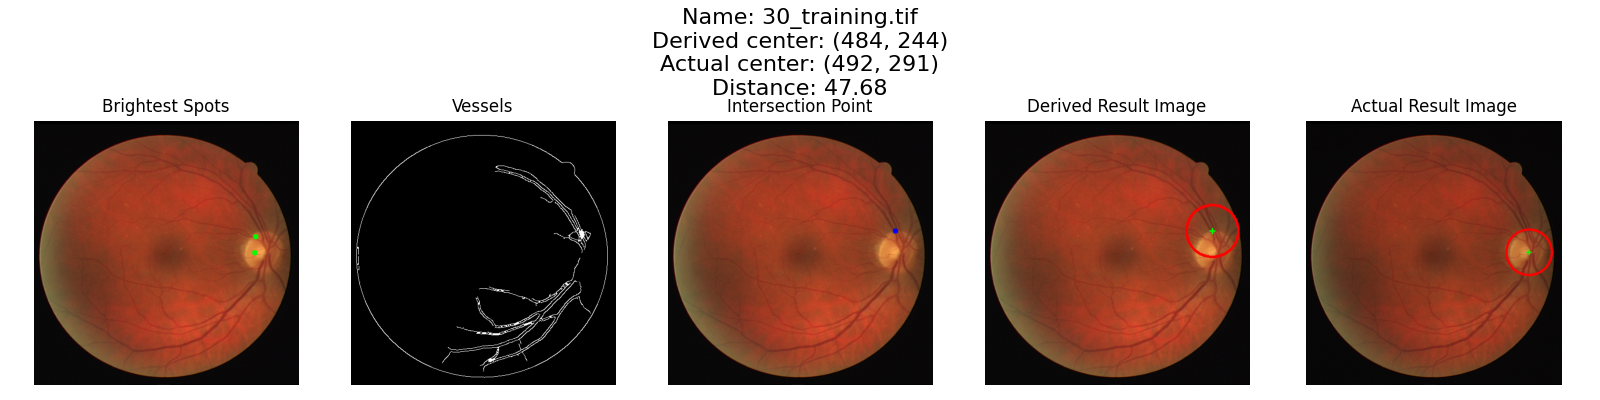 Name: 30_training.tif
Derived center: (484, 244)
Actual center: (492, 291)
Distance: 47.68
Brightest Spots
Vessels
Intersection Point
Derived Result Image
Actual Result Image